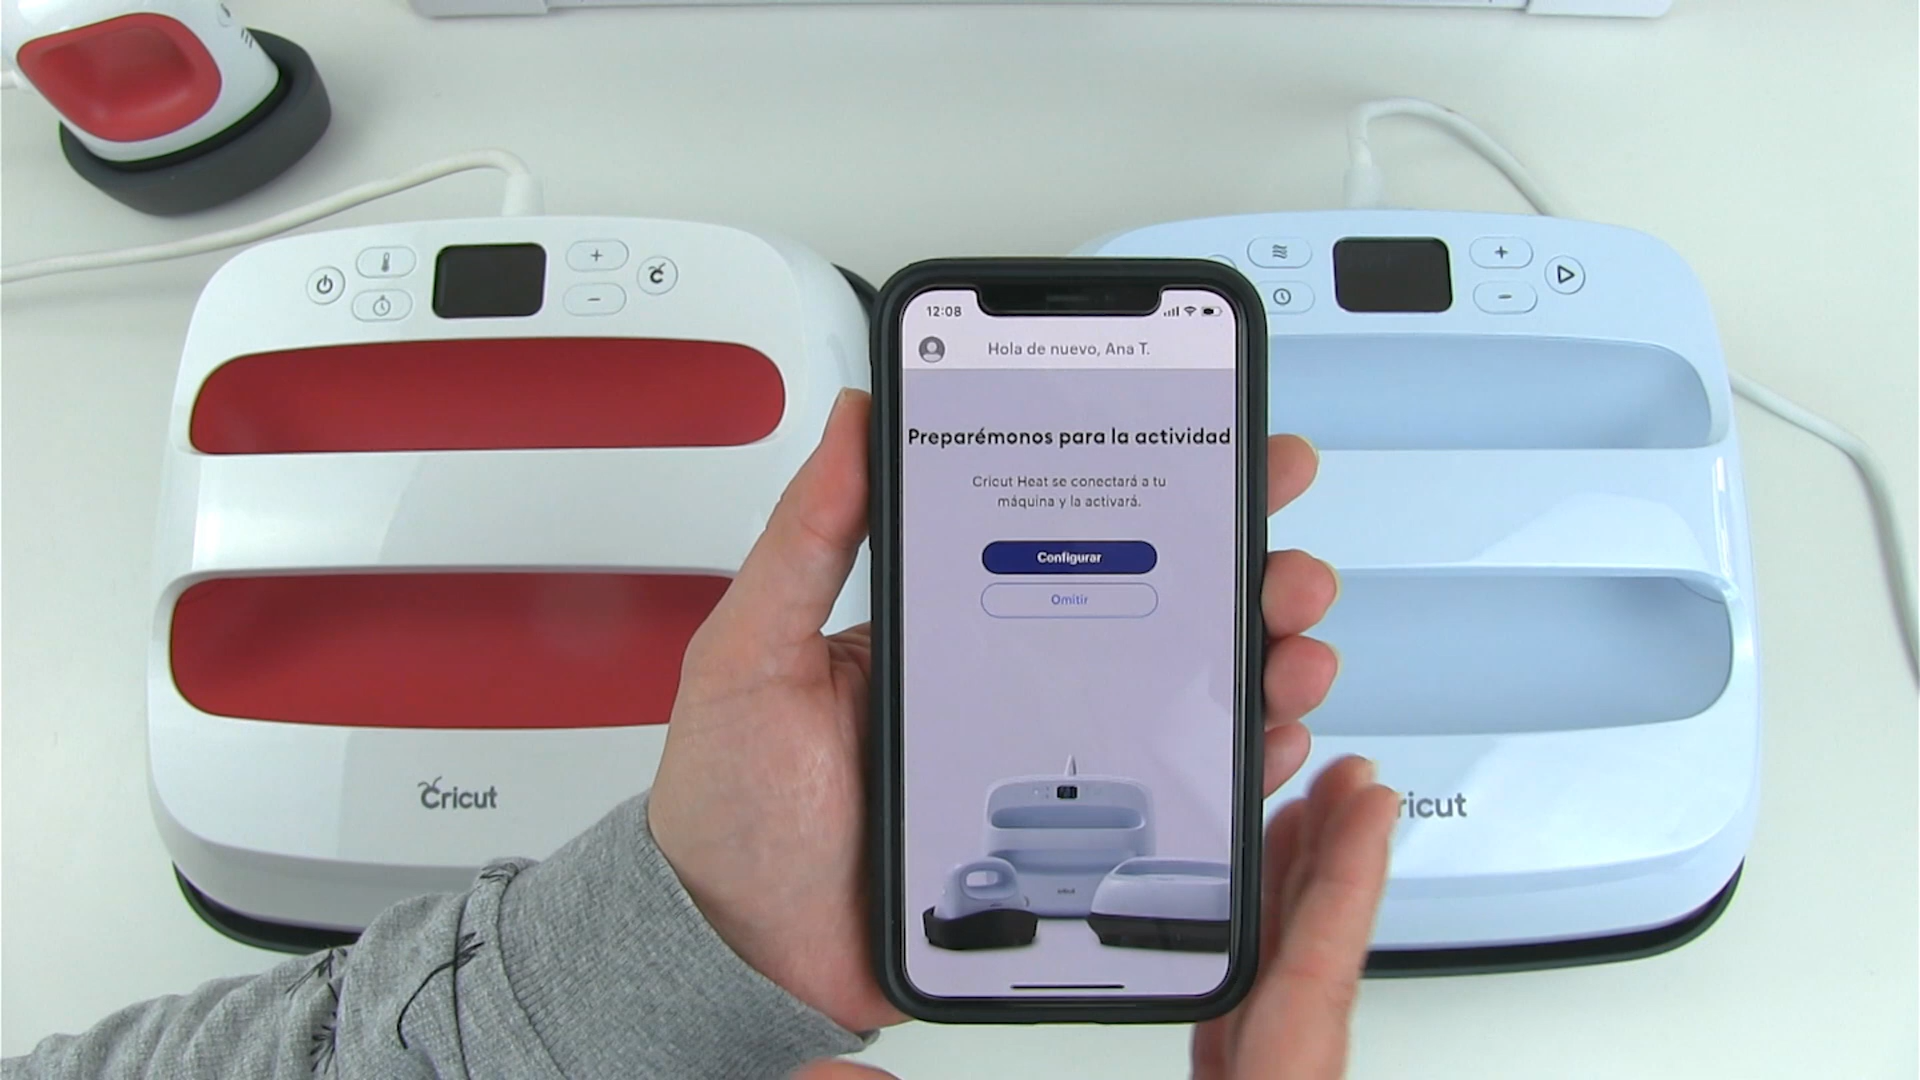 12:08
Hola de nuevo, Ana T.
Preparémonos para la actividad
Cricut Heat se conectará a tu
máquina y la activará.
Configurar
Omitir
Cricut
ricut